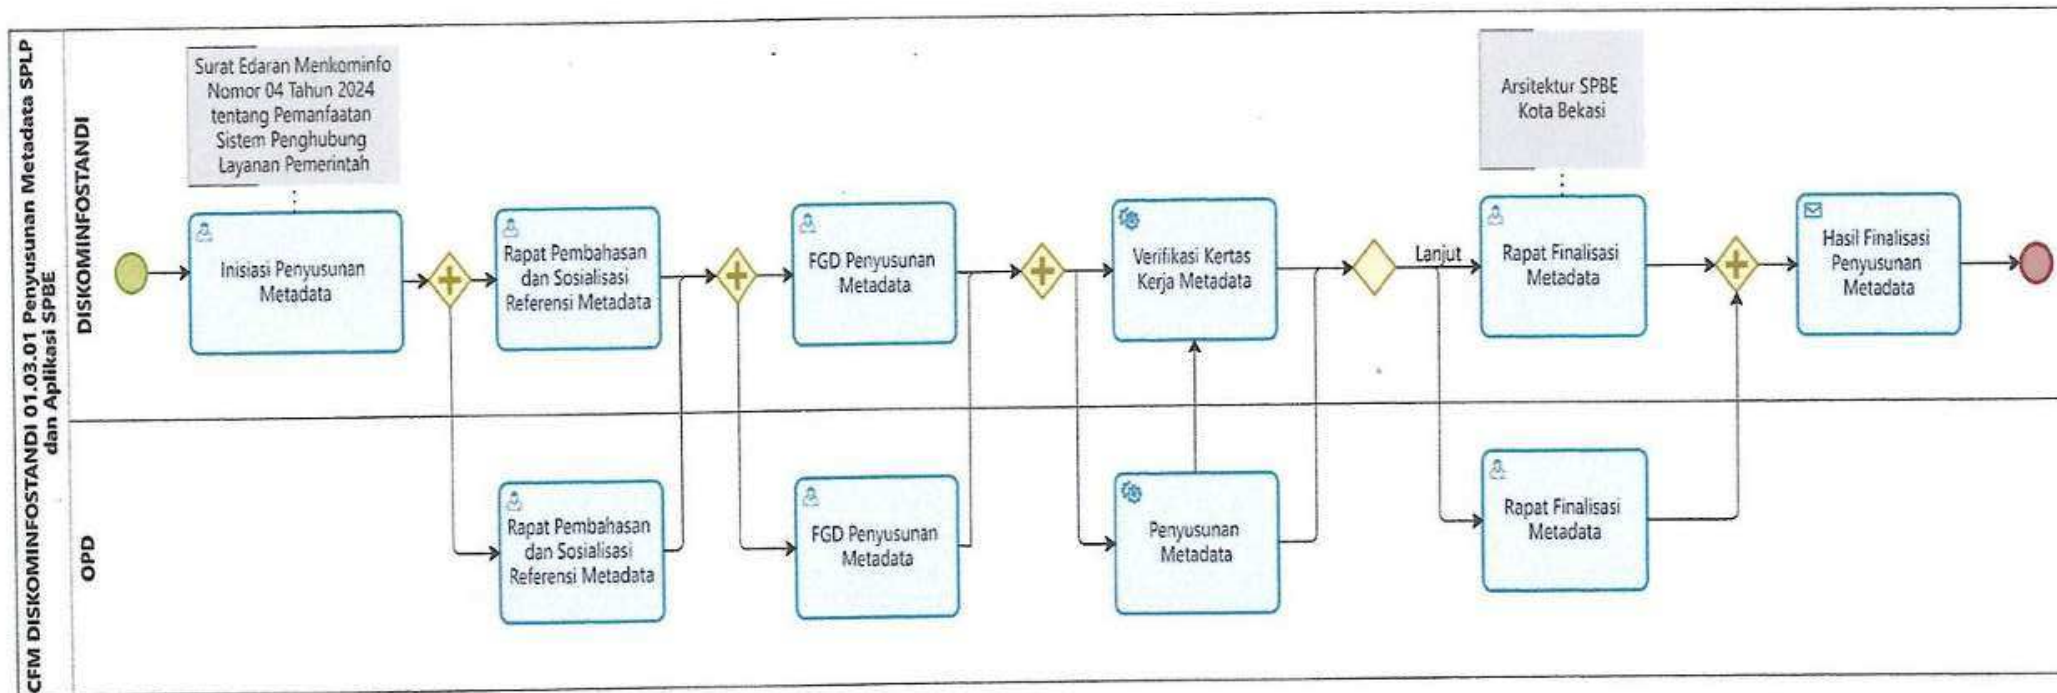 CFM DISKOMINFOSTANDI 01.03.01 Penyusunan Metadata SPLP
dan Aplikasi SPBE
DISKOMINFOSTANDI
Surat Edaran Menkominfo
Nomor 04 Tahun 2024
tentang Pemanfaatan
Sistem Penghubung
Layanan Pemerintah
Inisiasi Penyusunan
Metadata
Rapat Pembahasan
dan Sosialisasi
Referensi Metadata
FGD Penyusunan
Metadata
Verifikasi Kertas
Kerja Metadata
Lanjut
Arsitektur SPBE
Kota Bekasi
Rapat Finalisasi
Metadata
Hasil Finalisasi
Penyusunan
Metadata
OPD
Rapat Pembahasan
dan Sosialisasi
Referensi Metadata
FGD Penyusunan
Metadata
Penyusunan
Metadata
Rapat Finalisasi
Metadata